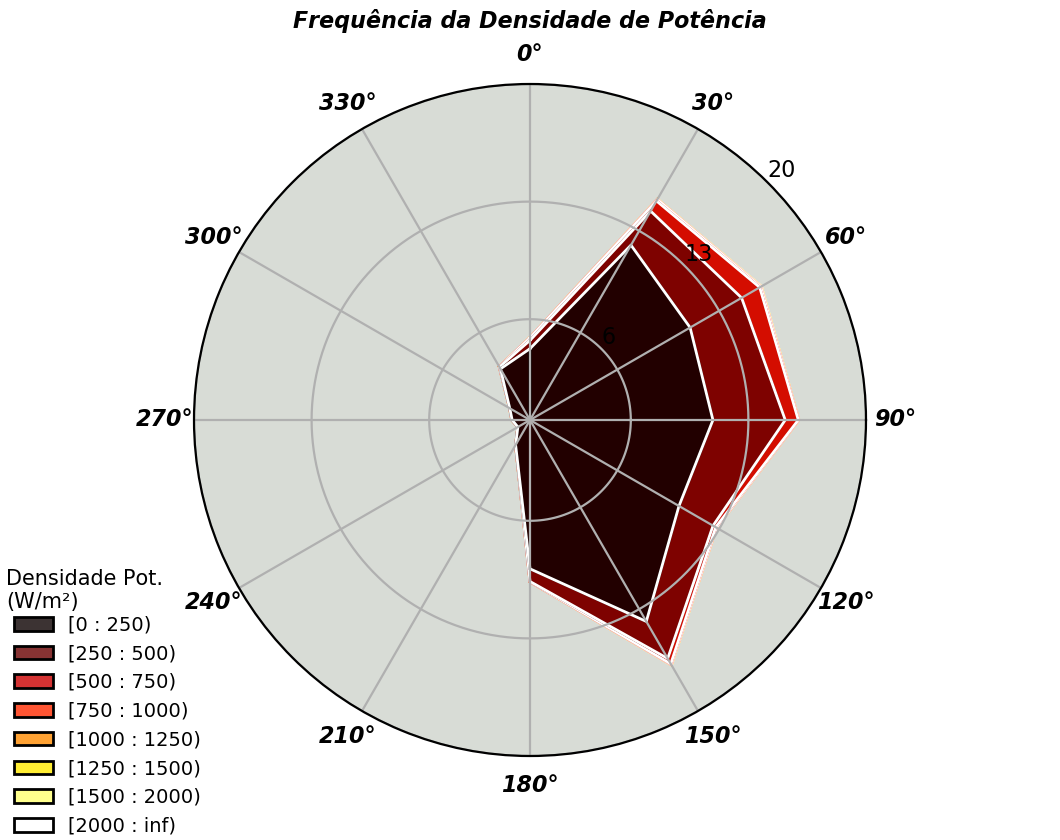 Frequência da Densidade de Potência
0°
330°
30°
20
300°
60°
13
6
270°
90°
240°
120°
210°
150°
180°
Densidade Pot.
(W/m²)
[0 : 250)
[250 : 500)
[500 : 750)
[750 : 1000)
[1000 : 1250)
[1250 : 1500)
[1500 : 2000)
[2000 : inf)